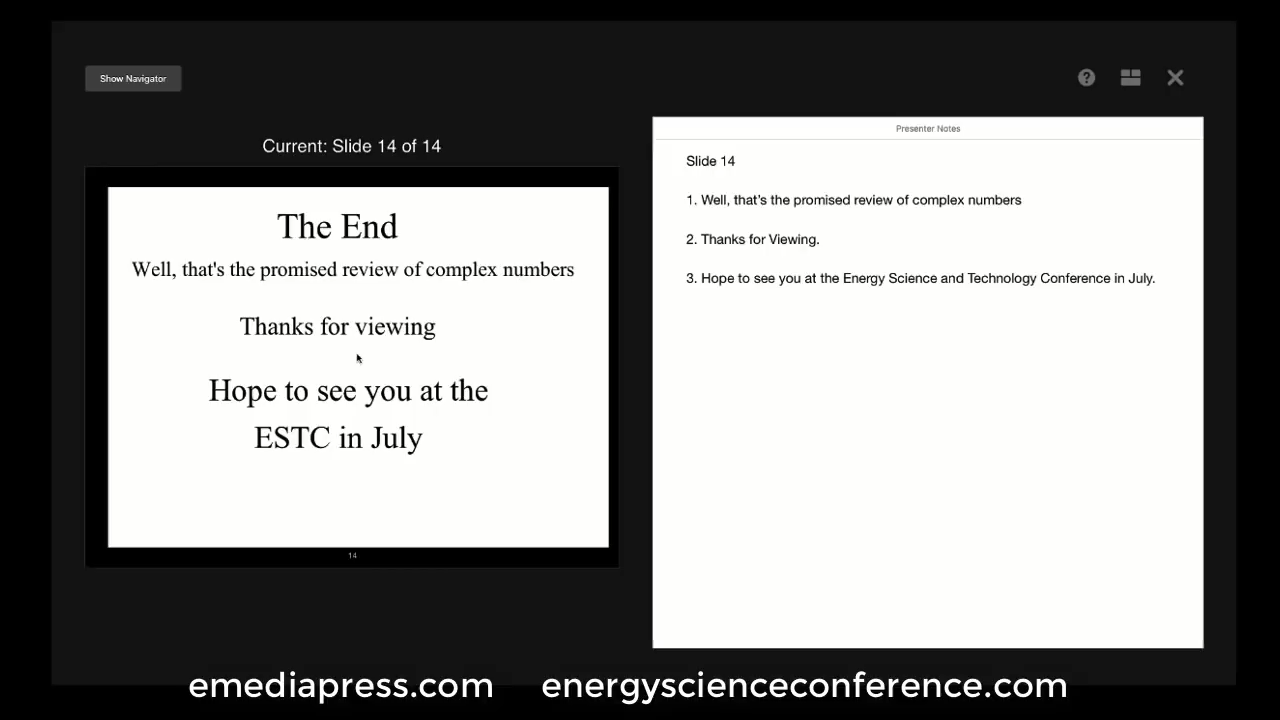 Show Navigator
Current: Slide 14 of 14
The End
Well, that's the promised review of complex numbers
Thanks for viewing
Hope to see you at the
ESTC in July
14
Presenter Notes
Slide 14
1. Well, that's the promised review of complex numbers
2. Thanks for Viewing.
3. Hope to see you at the Energy Science and Technology Conference in July.
emediapress.com energyscienceconference.com